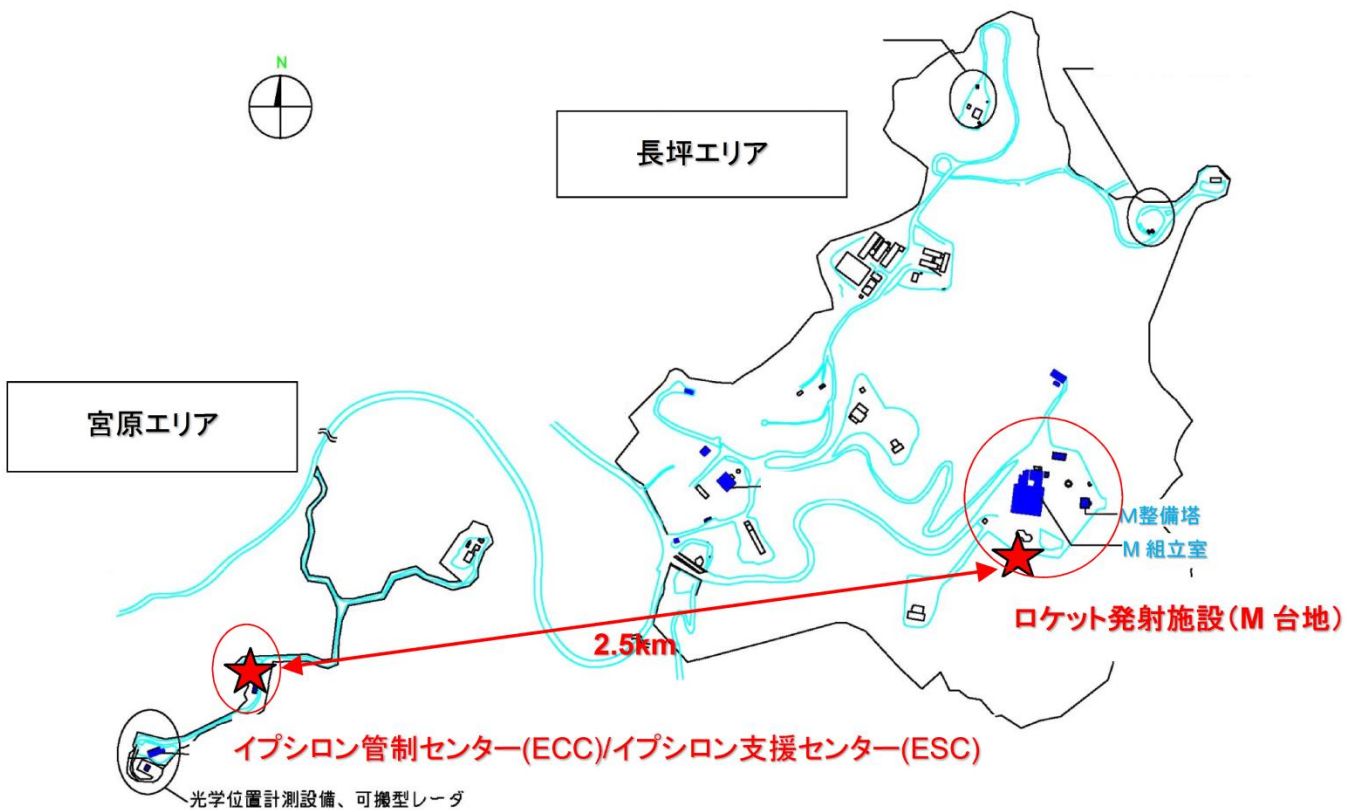 N
長坪エリア
宮原エリア
M整備塔
M 組立室
ロケット発射施設(M 台地)
2.5km
イプシロン管制センター(ECC)/イプシロン支援センター(ESC)
光学位置計測設備、可搬型レーダ